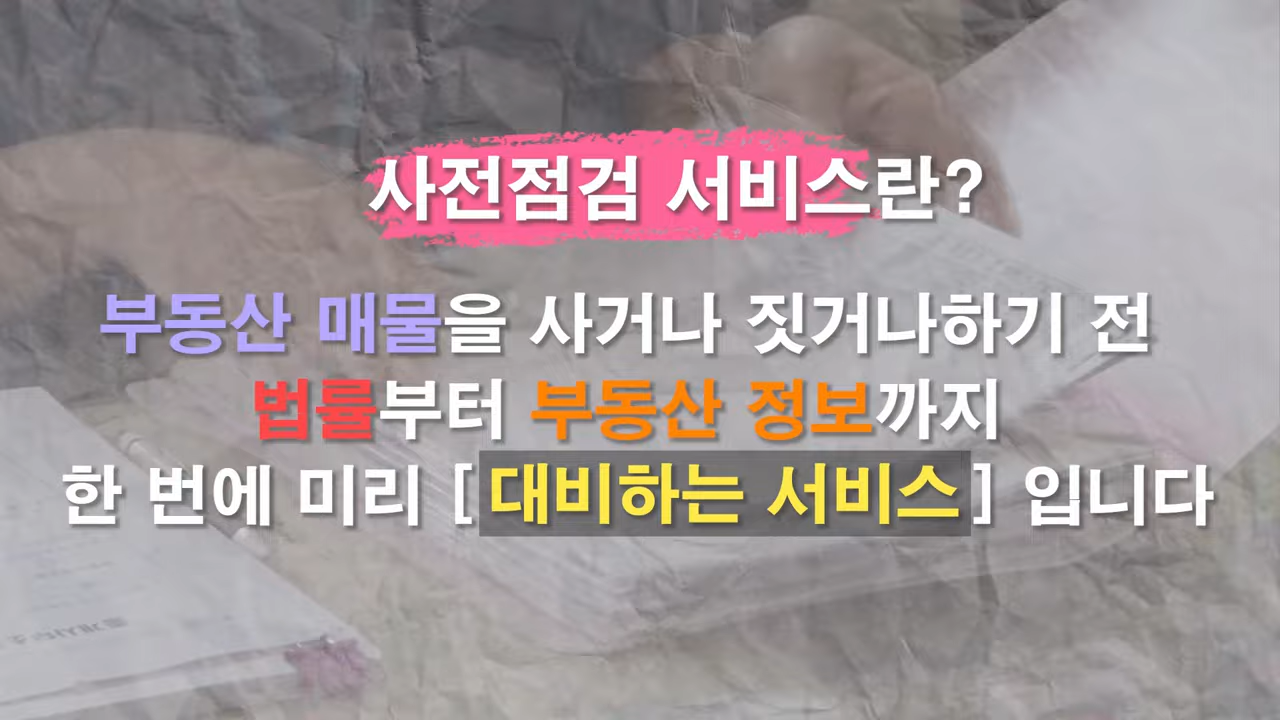 사전점검 서비스란?
부동산 매물을 사거나 짓거나하기 전
법률부터 부동산 정보까지
한 번에 미리 [대비하는 서비스] 입니다